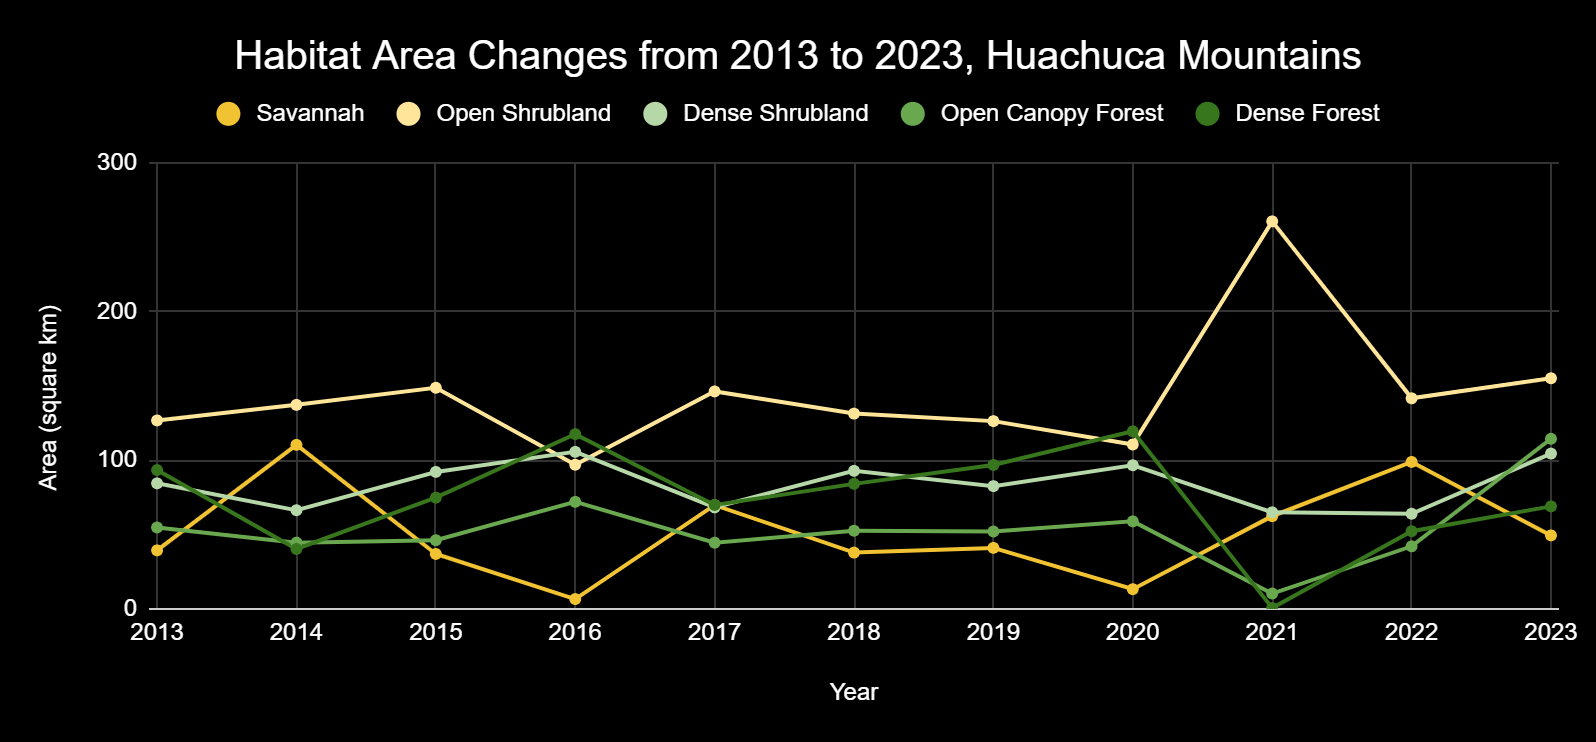 Habitat Area Changes from 2013 to 2023, Huachuca Mountains
Savannah Open Shrubland Dense Shrubland Open Canopy Forest Dense Forest
300
200
100
0
Area (square km)
2013 2014 2015 2016 2017 2018 2019 2020 2021 2022 2023
Year